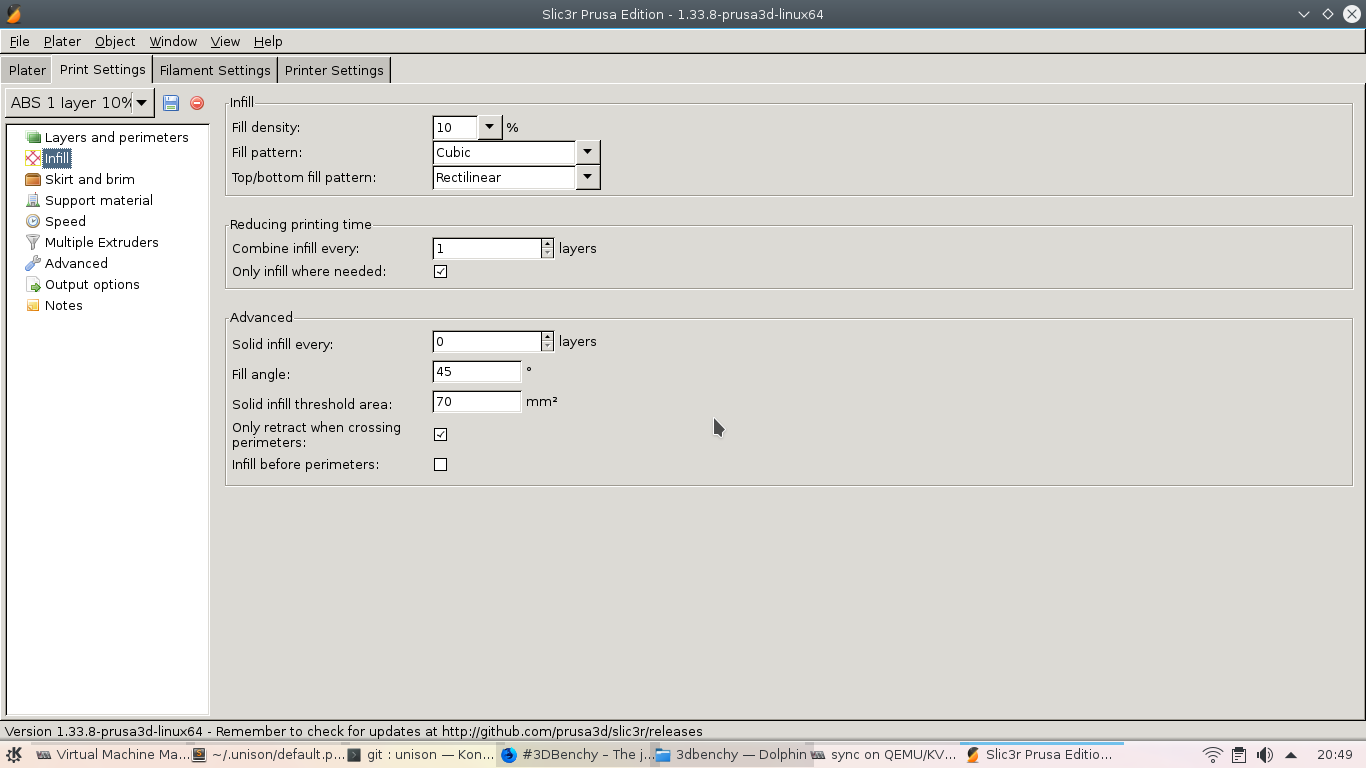 Slic3r Prusa Edition - 1.33.8-prusa3d-linux64
File Plater Object Window View Help
Plater Print Settings Filament Settings Printer Settings
ABS 1 layer 10%
Layers and perimeters
Infill
Skirt and brim
Support material
Speed
Multiple Extruders
Advanced
Output options
Notes
Infill
Fill density: 10 %
Fill pattern: Cubic
Top/bottom fill pattern: Rectilinear
Reducing printing time
Combine infill every: 1 layers
Only infill where needed:
Advanced
Solid infill every: 0 layers
Fill angle: 45 °
Solid infill threshold area: 70 mm²
Only retract when crossing
perimeters:
Infill before perimeters:
Version 1.33.8-prusa3d-linux64 - Remember to check for updates at http://github.com/prusa3d/slic3r/releases
Virtual Machine Ma... ~/.unison/default.p... git : unison — Kon... #3DBenchy – The j... 3dbenchy — Dolphin sync on QEMU/KV... Slic3r Prusa Editio... 20:49